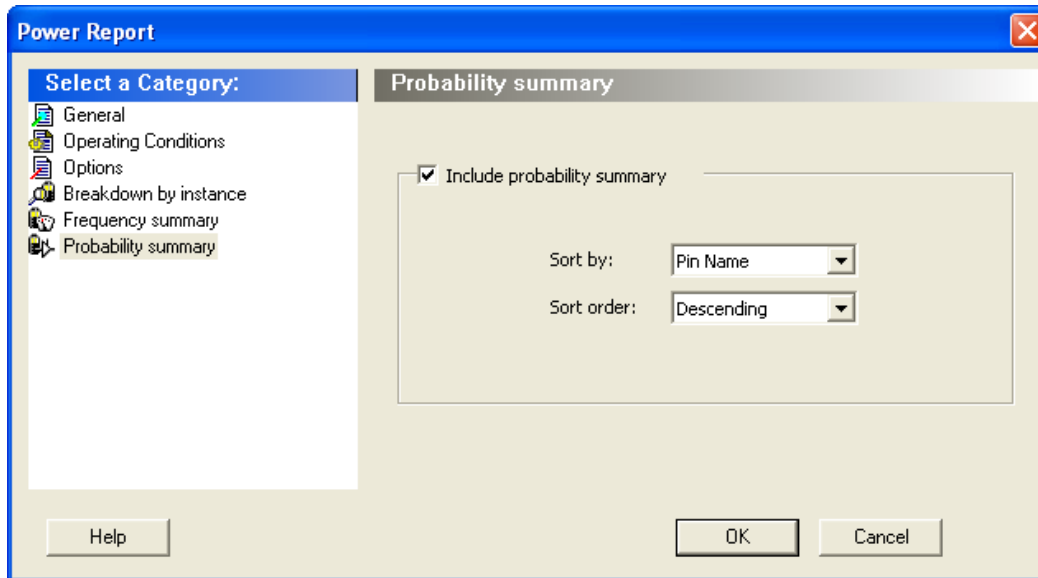 Power Report
Select a Category:
General
Operating Conditions
Options
Breakdown by instance
Frequency summary
Probability summary
Probability summary
Include probability summary
Sort by:
Pin Name
Sort order:
Descending
Help
OK
Cancel